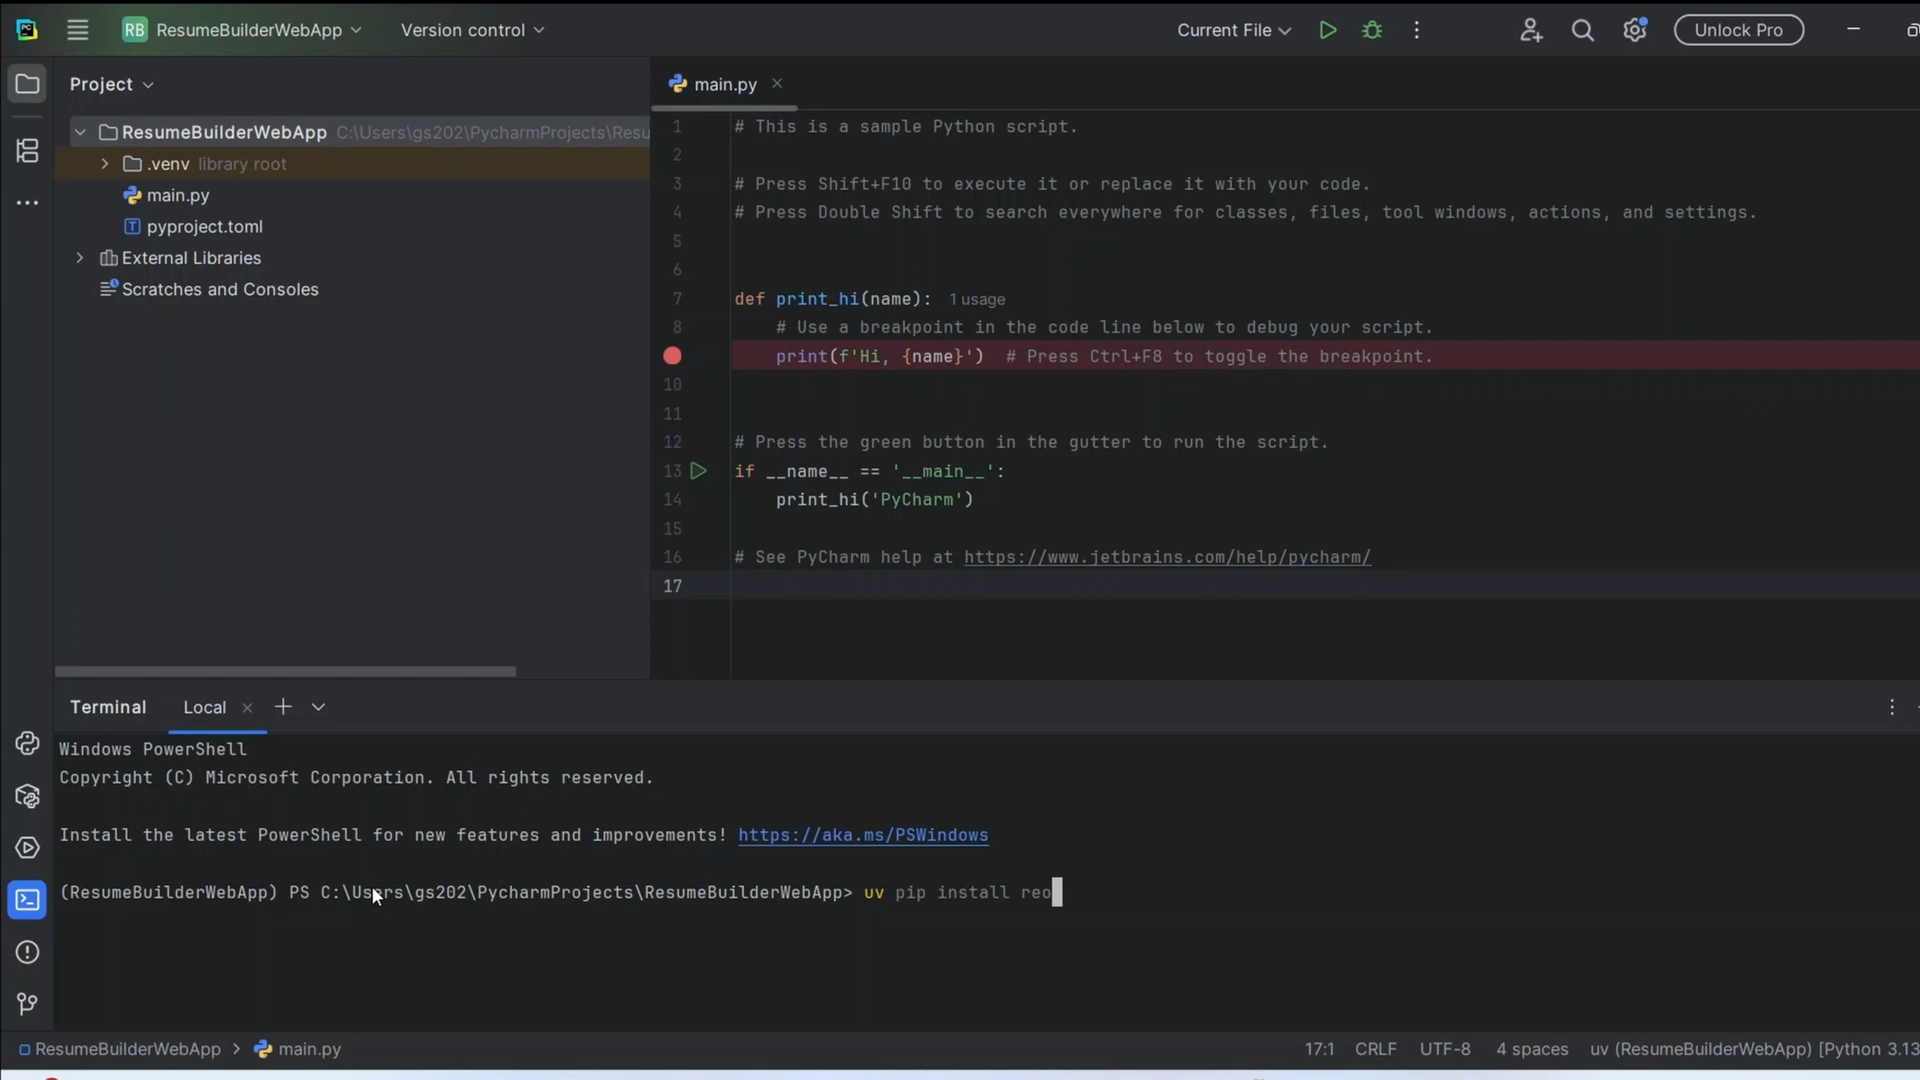 RB ResumeBuilderWebApp Version control Current File Unlock Pro
Project
main.py
ResumeBuilderWebApp C:\Users\gs202\PycharmProjects\Resu
.venv library root
main.py
pyproject.toml
External Libraries
Scratches and Consoles
1 # This is a sample Python script.
2
3 # Press Shift+F10 to execute it or replace it with your code.
4 # Press Double Shift to search everywhere for classes, files, tool windows, actions, and settings.
5
6
7 def print_hi(name): 1 usage
8 # Use a breakpoint in the code line below to debug your script.
print(f'Hi, {name}') # Press Ctrl+F8 to toggle the breakpoint.
10
11
12 # Press the green button in the gutter to run the script.
13 if __name__ == '__main__':
14 print_hi('PyCharm')
15
16 # See PyCharm help at https://www.jetbrains.com/help/pycharm/
17
Terminal Local
Windows PowerShell
Copyright (C) Microsoft Corporation. All rights reserved.
Install the latest PowerShell for new features and improvements! https://aka.ms/PSWindows
(ResumeBuilderWebApp) PS C:\Users\gs202\PycharmProjects\ResumeBuilderWebApp> uv pip install reo
ResumeBuilderWebApp > main.py 17:1 CRLF UTF-8 4 spaces uv (ResumeBuilderWebApp) [Python 3.13